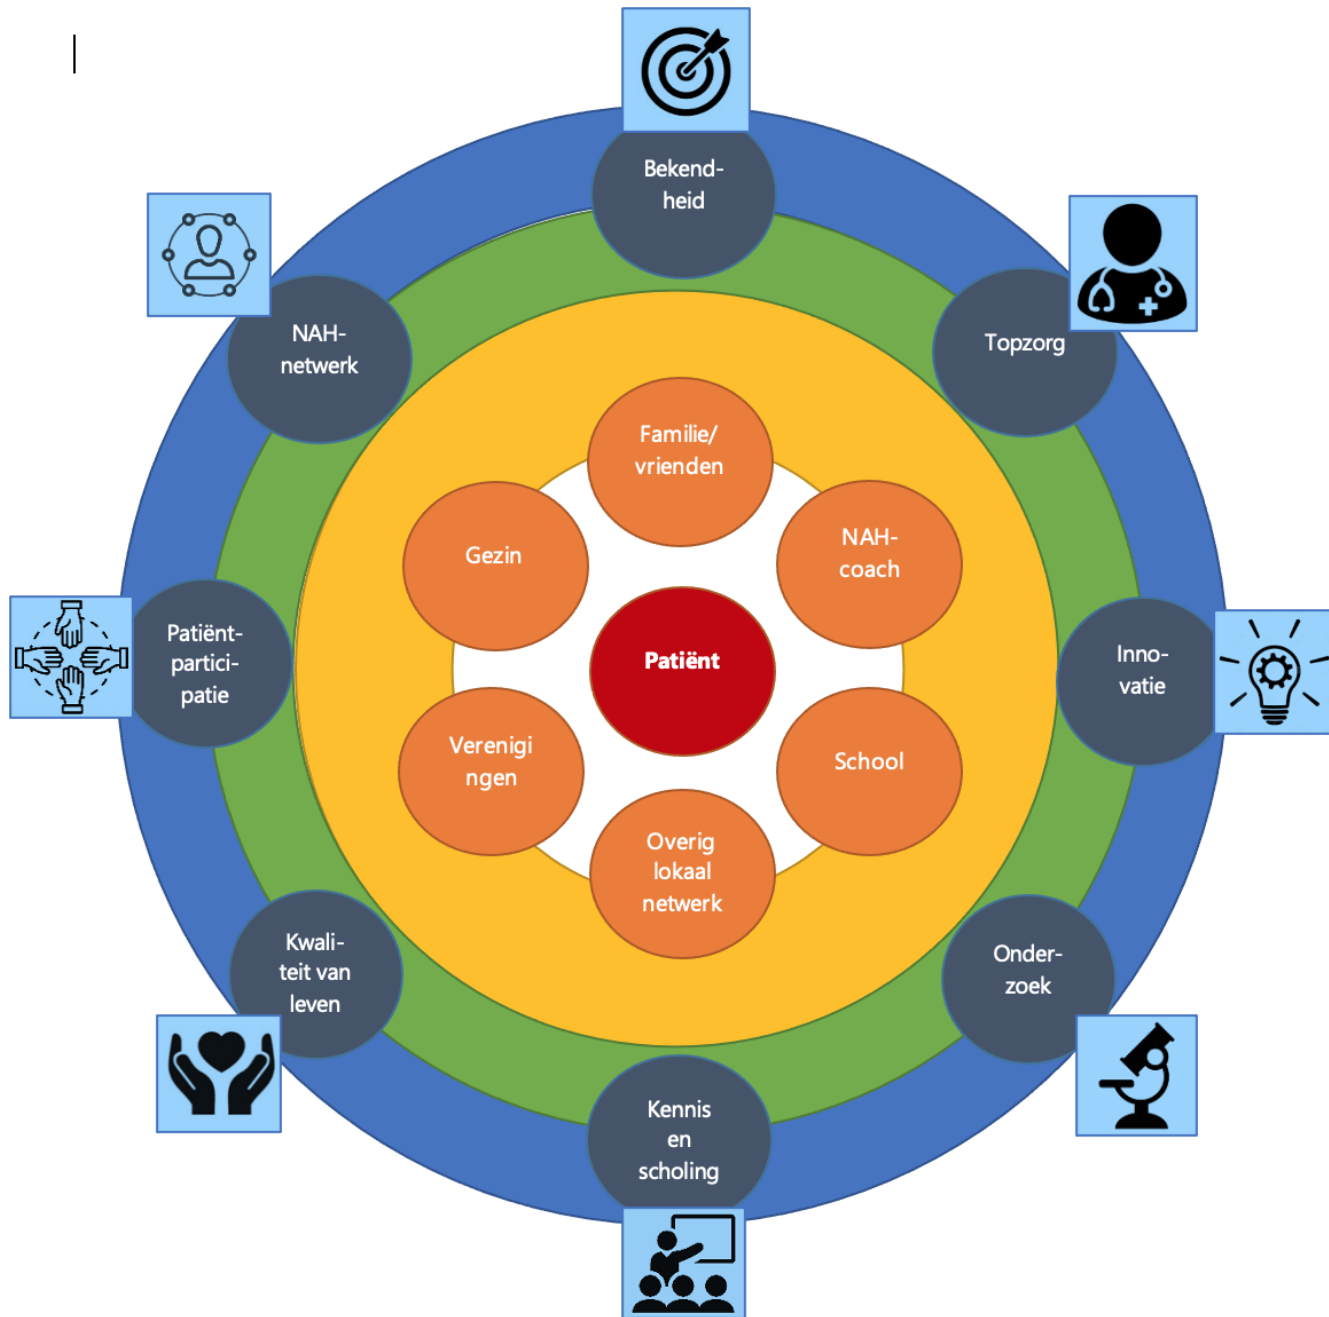 Bekend-
heid
NAH-
netwerk
Topzorg
Familie/
vrienden
Gezin
NAH-
coach
Patiënt-
partici-
patie
Patiënt
Inno-
vatie
Verenigi
ngen
School
Overig
lokaal
netwerk
Kwali-
teit van
leven
Onder-
zoek
Kennis
en
scholing